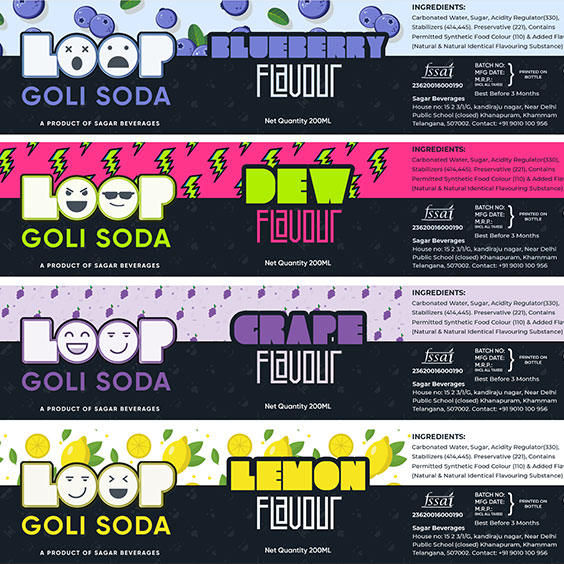 LOOP
GOLI SODA
A PRODUCT OF SAGAR BEVERAGES
BLUEBERRY
FLAVOUR
Net Quantity 200ML
INGREDIENTS:
Carbonated Water, Sugar, Acidity Regulator(330),
Stabilizers (414,445). Preservative (221), Contains
Permitted Synthetic Food Colour (110) & Added Fla
(Natural & Natural Identical Flavouring Substance)
fssai
23620016000190
BATCH NO:
MFG DATE:
M.R.P.:
(INCL ALL TAXES)
PRINTED ON
BOTTLE
Best Before 3 Months
Sagar Beverages
House no: 15 2 3/1/G, kandiraju nagar, Near Delhi
Public School (closed) Khanapuram, Khammam
Telangana, 507002. Contact: +91 9010 100 956
LOOP
GOLI SODA
A PRODUCT OF SAGAR BEVERAGES
DEW
FLAVOUR
Net Quantity 200ML
INGREDIENTS:
Carbonated Water, Sugar, Acidity Regulator(330),
Stabilizers (414,445). Preservative (221), Contains
Permitted Synthetic Food Colour (110) & Added Fla
(Natural & Natural Identical Flavouring Substance)
fssai
23620016000190
BATCH NO:
MFG DATE:
M.R.P.:
(INCL ALL TAXES)
PRINTED ON
BOTTLE
Best Before 3 Months
Sagar Beverages
House no: 15 2 3/1/G, kandiraju nagar, Near Delhi
Public School (closed) Khanapuram, Khammam
Telangana, 507002. Contact: +91 9010 100 956
LOOP
GOLI SODA
A PRODUCT OF SAGAR BEVERAGES
GRAPE
FLAVOUR
Net Quantity 200ML
INGREDIENTS:
Carbonated Water, Sugar, Acidity Regulator(330),
Stabilizers (414,445). Preservative (221), Contains
Permitted Synthetic Food Colour (110) & Added Fla
(Natural & Natural Identical Flavouring Substance)
fssai
23620016000190
BATCH NO:
MFG DATE:
M.R.P.:
(INCL ALL TAXES)
PRINTED ON
BOTTLE
Best Before 3 Months
Sagar Beverages
House no: 15 2 3/1/G, kandiraju nagar, Near Delhi
Public School (closed) Khanapuram, Khammam
Telangana, 507002. Contact: +91 9010 100 956
LOOP
GOLI SODA
A PRODUCT OF SAGAR BEVERAGES
LEMON
FLAVOUR
Net Quantity 200ML
INGREDIENTS:
Carbonated Water, Sugar, Acidity Regulator(330),
Stabilizers (414,445). Preservative (221), Contains
Permitted Synthetic Food Colour (110) & Added Fla
(Natural & Natural Identical Flavouring Substance)
fssai
23620016000190
BATCH NO:
MFG DATE:
M.R.P.:
(INCL ALL TAXES)
PRINTED ON
BOTTLE
Best Before 3 Months
Sagar Beverages
House no: 15 2 3/1/G, kandiraju nagar, Near Delhi
Public School (closed) Khanapuram, Khammam
Telangana, 507002. Contact: +91 9010 100 956